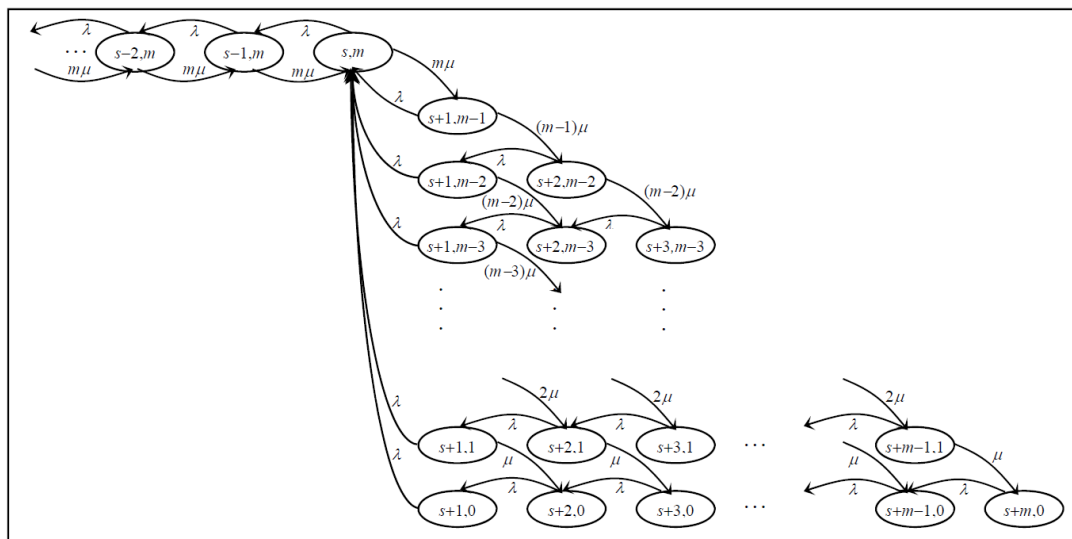 λ λ λ
⋯ s−2,m s−1,m s,m
mμ mμ mμ mμ
λ s+1,m−1
(m−1)μ
λ λ
s+1,m−2 s+2,m−2
(m−2)μ (m−2)μ
λ λ λ
s+1,m−3 s+2,m−3 s+3,m−3
(m−3)μ
. . .
. . .
. . .
2μ 2μ 2μ
λ λ λ λ
s+1,1 s+2,1 s+3,1 ⋯ s+m−1,1
μ μ μ μ
λ λ λ λ λ
s+1,0 s+2,0 s+3,0 ⋯ s+m−1,0 s+m,0